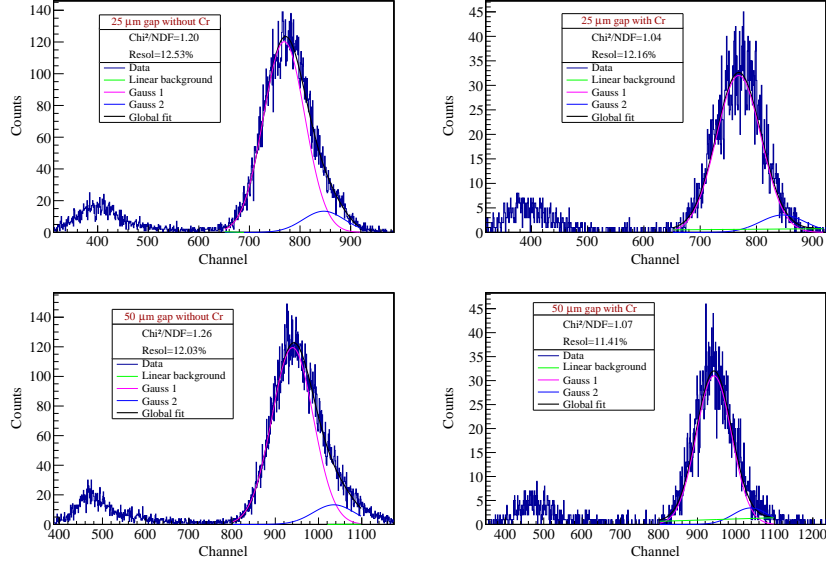 25 μm gap without Cr
Chi²/NDF=1.20
Resol=12.53%
Data
Linear background
Gauss 1
Gauss 2
Global fit
Counts
140
120
100
80
60
40
20
0
400 500 600 700 800 900
Channel
25 μm gap with Cr
Chi²/NDF=1.04
Resol=12.16%
Data
Linear background
Gauss 1
Gauss 2
Global fit
Counts
45
40
35
30
25
20
15
10
5
0
400 500 600 700 800 900
Channel
50 μm gap without Cr
Chi²/NDF=1.26
Resol=12.03%
Data
Linear background
Gauss 1
Gauss 2
Global fit
Counts
140
120
100
80
60
40
20
0
400 500 600 700 800 900 1000 1100
Channel
50 μm gap with Cr
Chi²/NDF=1.07
Resol=11.41%
Data
Linear background
Gauss 1
Gauss 2
Global fit
Counts
40
30
20
10
0
400 500 600 700 800 900 1000 1100 1200
Channel